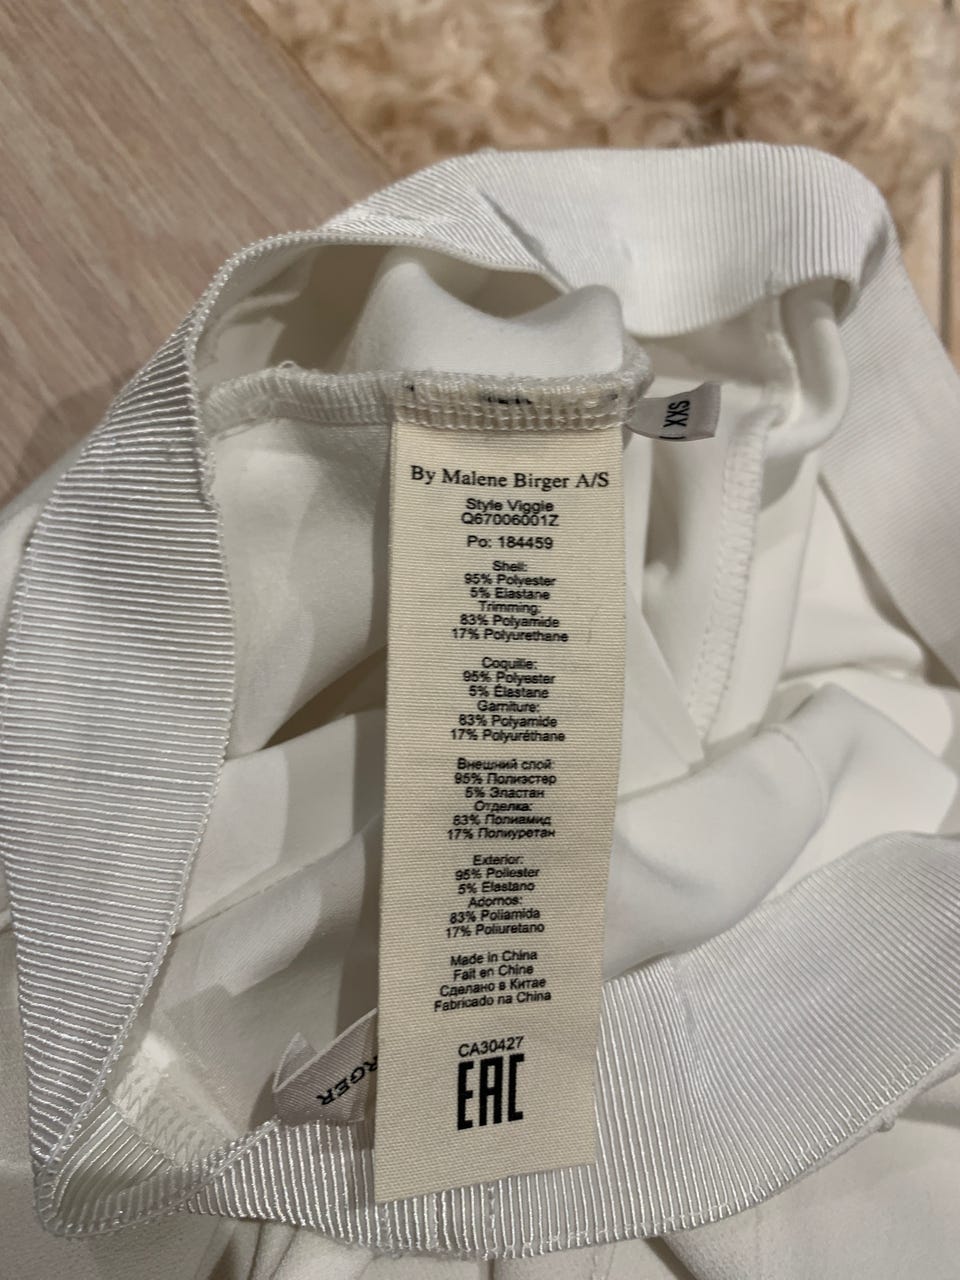 XXS
By Malene Birger A/S
Style Viggie
Q67006001Z
Po: 184459
Shell:
95% Polyester
5% Elastane
Trimming:
83% Polyamide
17% Polyurethane
Coquille:
95% Polyester
5% Élastane
Garniture:
83% Polyamide
17% Polyuréthane
Внешний слой:
95% Полиэстер
5% Эластан
Отделка:
83% Полиамид
17% Полиуретан
Exterior:
95% Poliester
5% Elastano
Adornos:
83% Poliamida
17% Poliuretano
Made in China
Fait en Chine
Сделано в Китае
Fabricado na China
CA30427
EAC
RGER